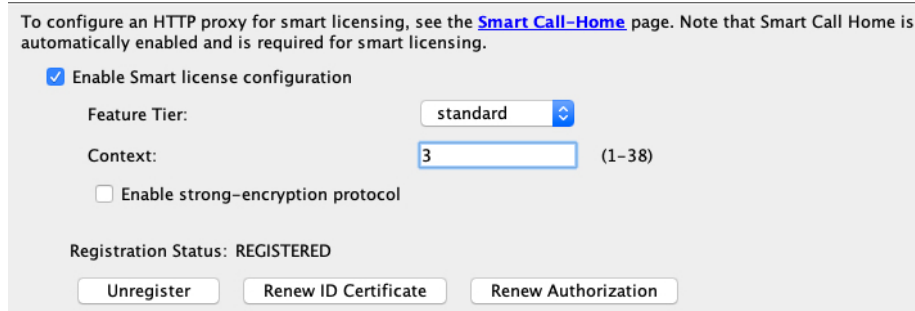 To configure an HTTP proxy for smart licensing, see the Smart Call-Home page. Note that Smart Call Home is
automatically enabled and is required for smart licensing.
Enable Smart license configuration
Feature Tier: standard
Context: 3 (1-38)
Enable strong-encryption protocol
Registration Status: REGISTERED
Unregister Renew ID Certificate Renew Authorization